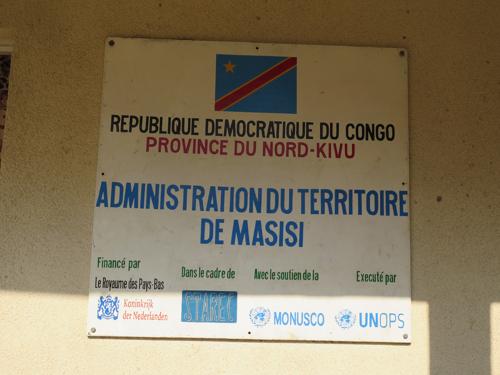 REPUBLIQUE DEMOCRATIQUE DU CONGO
PROVINCE DU NORD-KIVU
ADMINISTRATION DU TERRITOIRE
DE MASISI
Financé par
Le Royaume des Pays-Bas
Koninkrijk
der Nederlanden
Dans le cadre de
STAREC
Avec le soutien de la
MONUSCO
Executé par
UNOPS